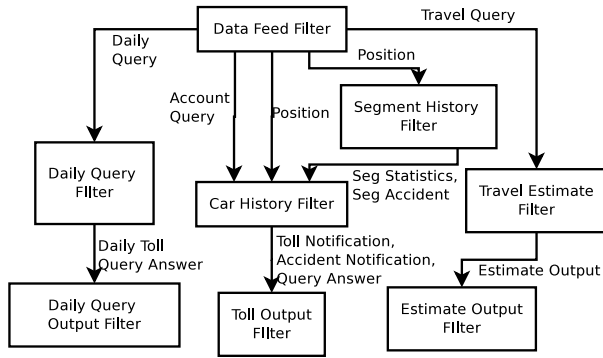 Data Feed Filter
Travel Query
Daily
Query
Position
Account
Query
Position
Segment History
Filter
Daily Query
FIlter
Seg Statistics,
Seg Accident
Car History Filter
Travel Estimate
Filter
Daily Toll
Query Answer
Toll Notification,
Accident Notification,
Query Answer
Estimate Output
Daily Query
Output Filter
Toll Output
FIlter
Estimate Output
FIlter